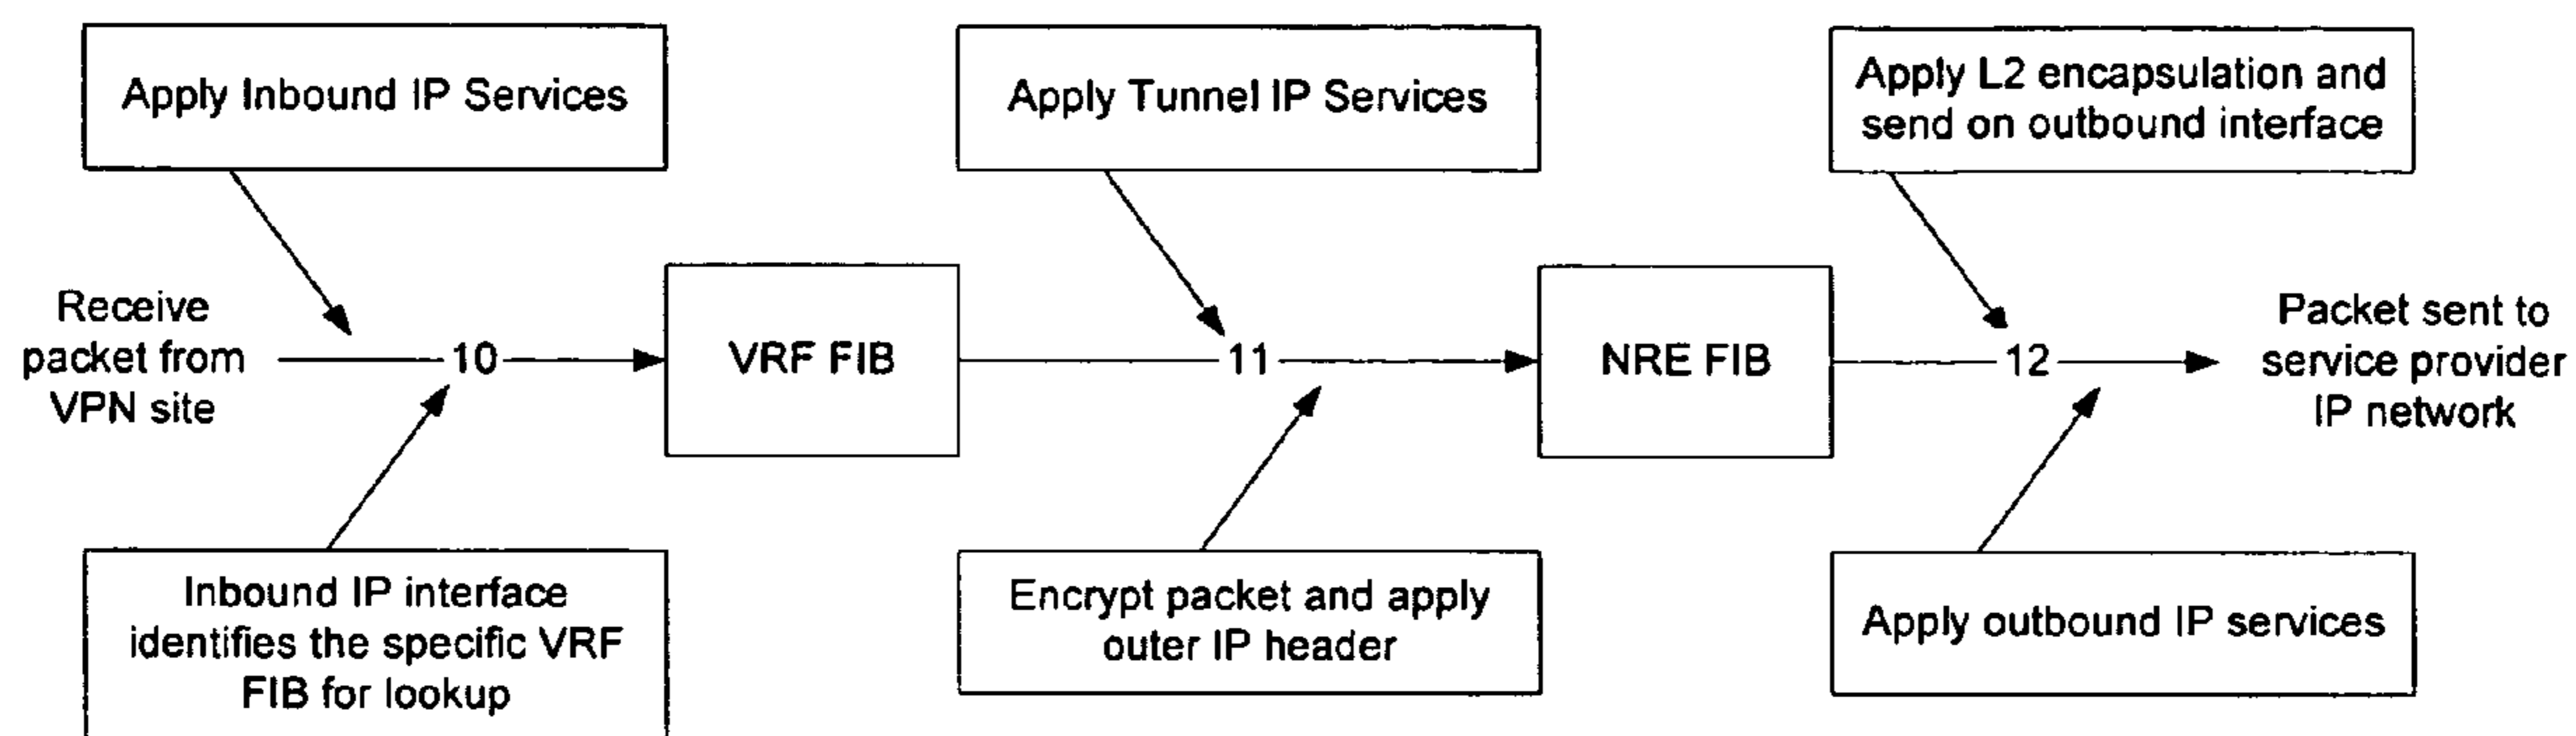 Apply Inbound IP Services
Apply Tunnel IP Services
Apply L2 encapsulation and
send on outbound interface
Receive
packet from
VPN site
10
VRF FIB
11
NRE FIB
12
Packet sent to
service provider
IP network
Inbound IP interface
identifies the specific VRF
FIB for lookup
Encrypt packet and apply
outer IP header
Apply outbound IP services